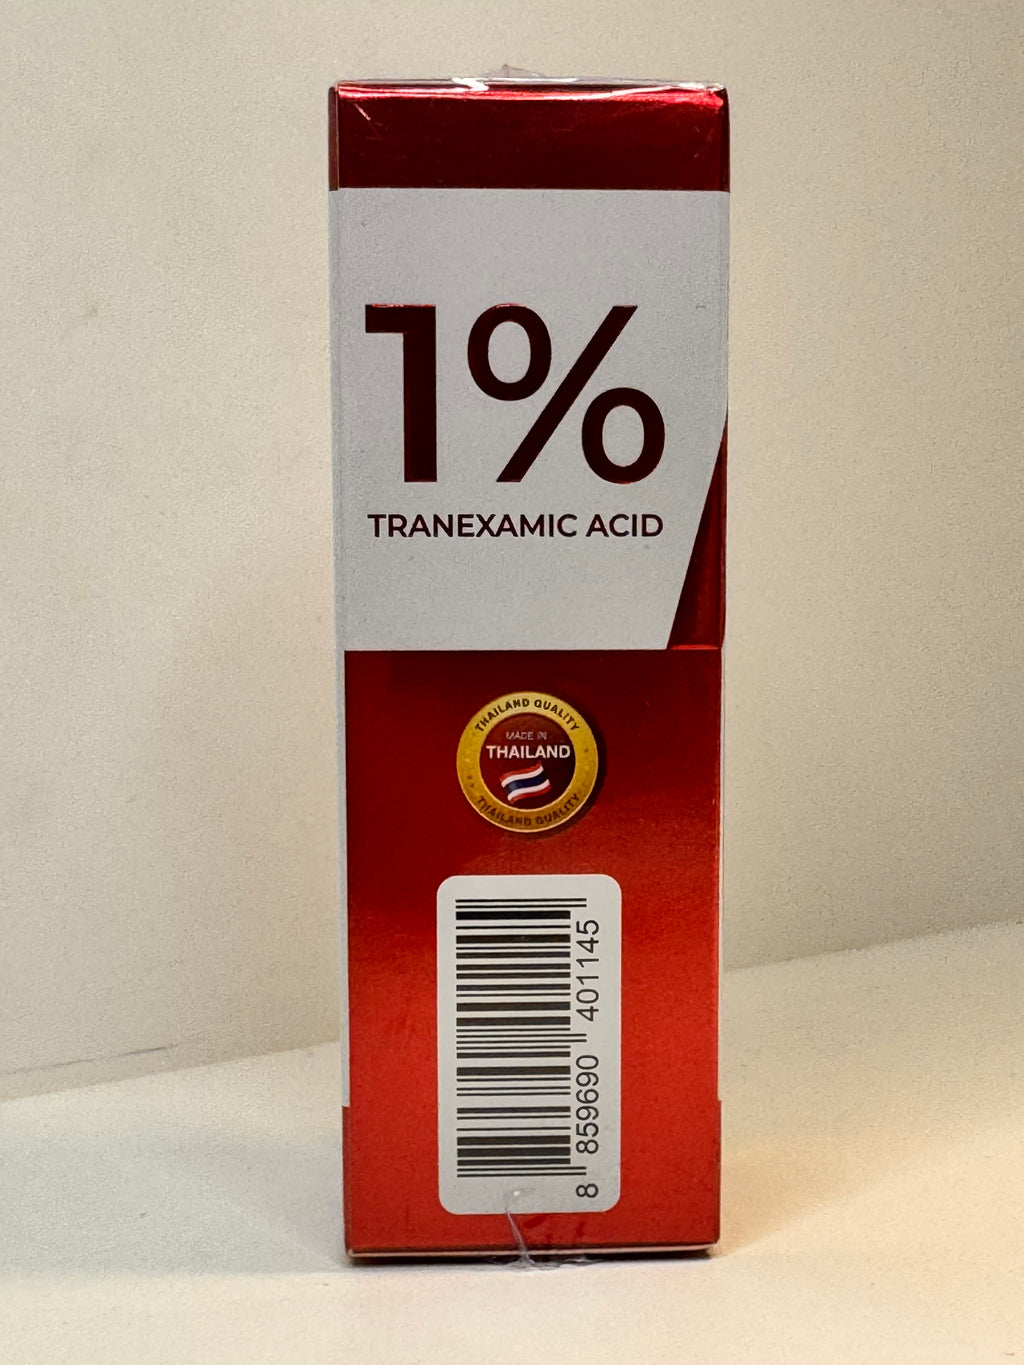 1%
TRANEXAMIC ACID
THAILAND QUALITY
MADE IN
THAILAND
THAILAND QUALITY
8 859690 401145